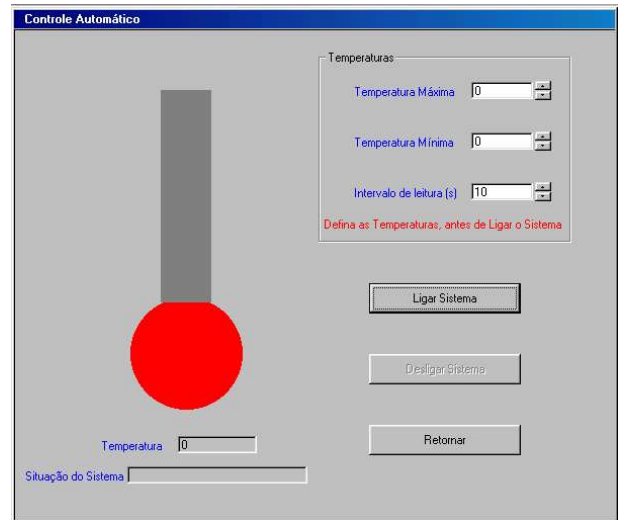 Controle Automático
Temperaturas
Temperatura Máxima 0
Temperatura Mínima 0
Intervalo de leitura (s) 10
Defina as Temperaturas, antes de Ligar o Sistema
Ligar Sistema
Desligar Sistema
Retornar
Temperatura 0
Situação do Sistema